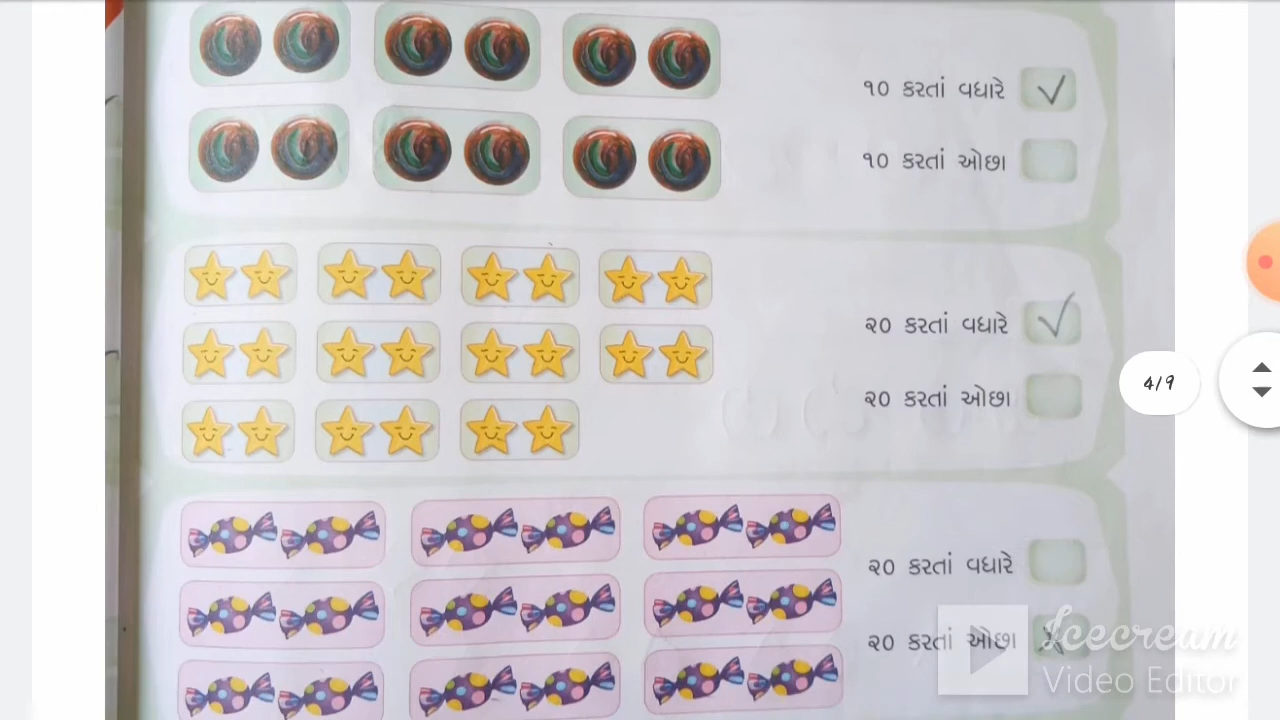 ૧૦ કરતાં વધારે
૧૦ કરતાં ઓછા
૨૦ કરતાં વધારે
4/9
૨૦ કરતાં ઓછા
૨૦ કરતાં વધારે
૨૦ કરતાં ઓછા
Icecream
Video Editor